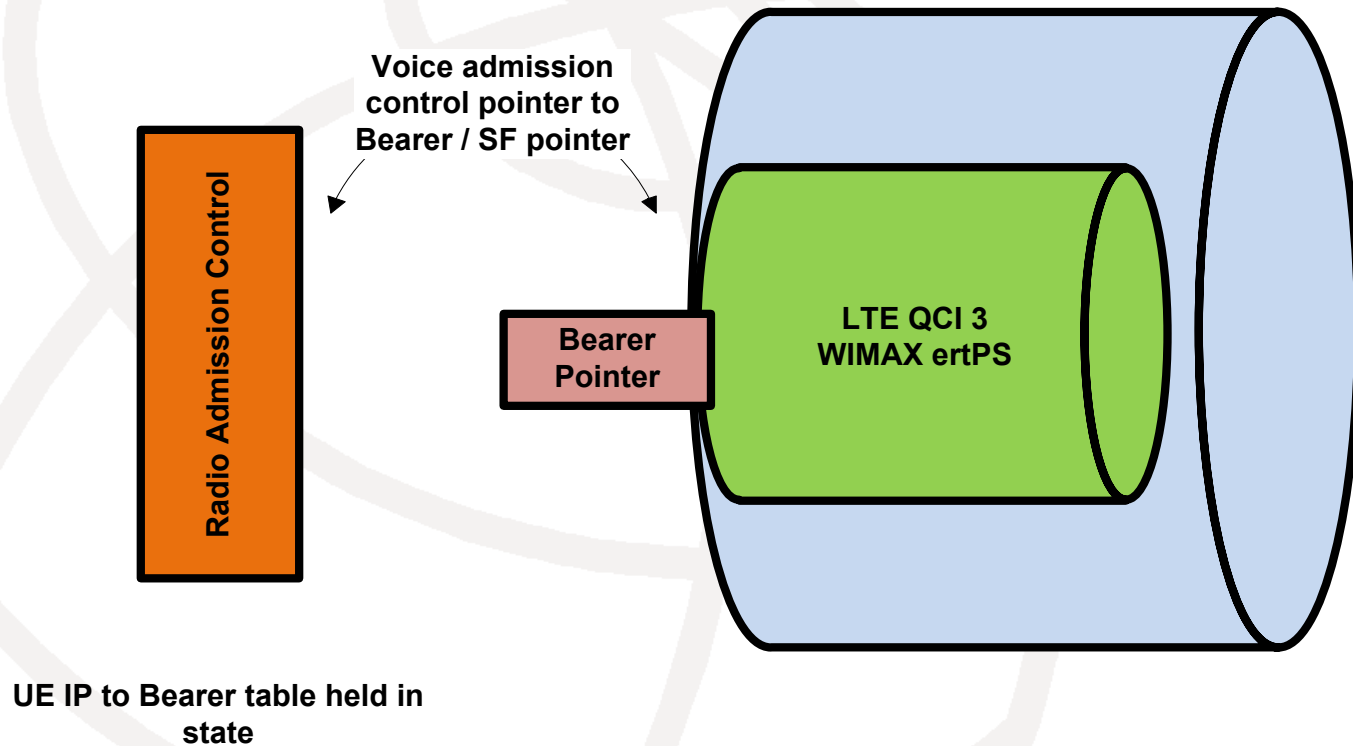 Voice admission
control pointer to
Bearer / SF pointer
Radio Admission Control
Bearer
Pointer
LTE QCI 3
WIMAX ertPS
UE IP to Bearer table held in
state